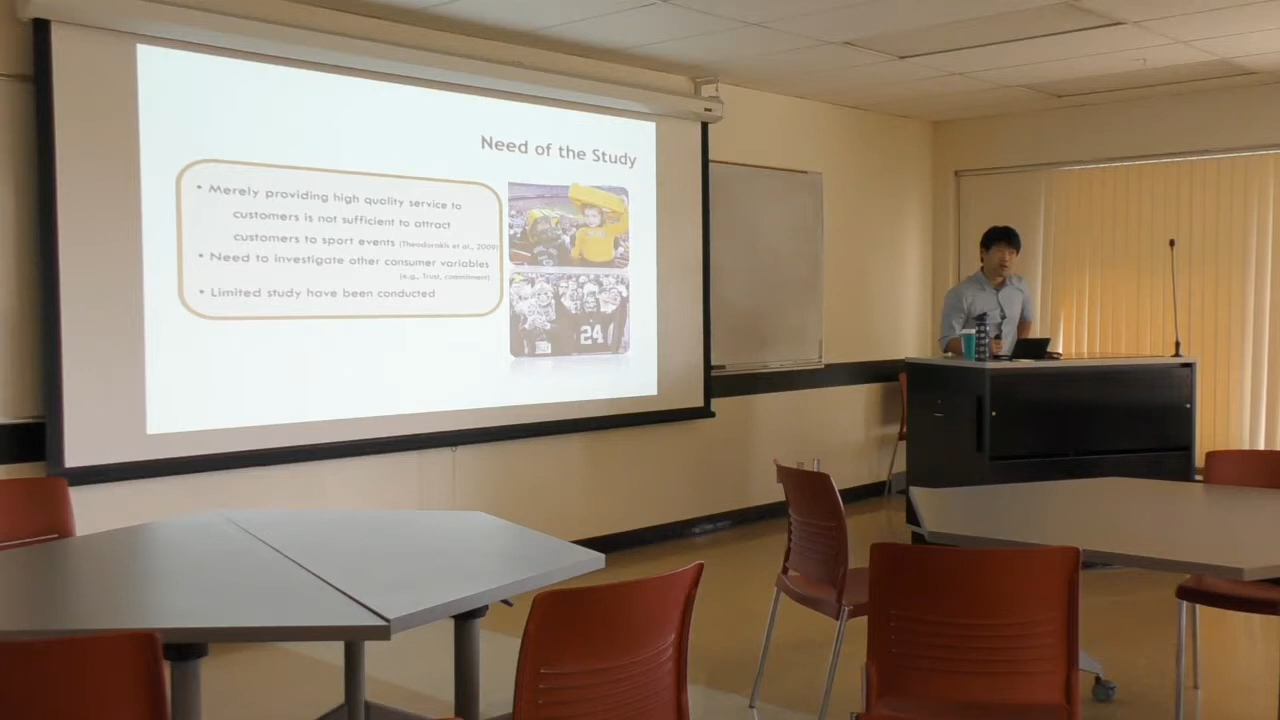 Need of the Study
• Merely providing high quality service to
customers is not sufficient to attract
customers to sport events (Theodorakis et al., 2009)
• Need to investigate other consumer variables
(e.g., Trust, commitment)
• Limited study have been conducted
24